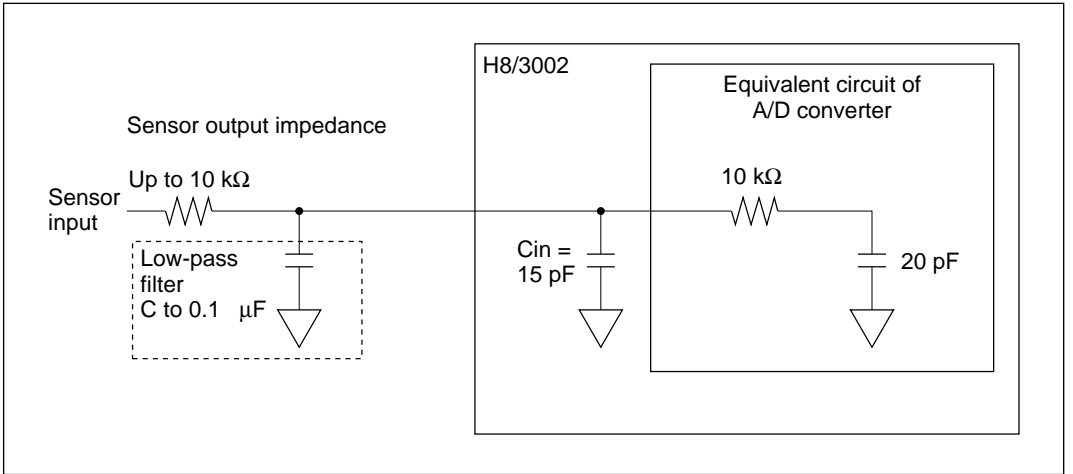 H8/3002
Equivalent circuit of
A/D converter
Sensor output impedance
Up to 10 kΩ
10 kΩ
Sensor
input
Low-pass
filter
C to 0.1 μF
Cin =
15 pF
20 pF